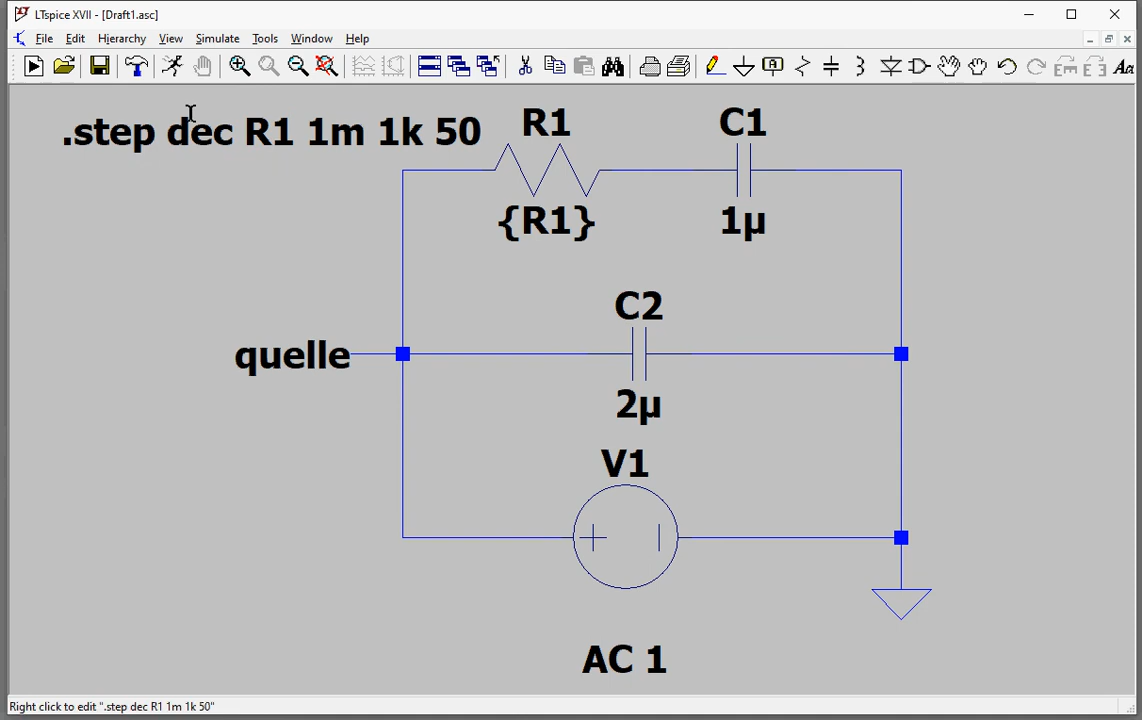 LTspice XVII - [Draft1.asc]
File Edit Hierarchy View Simulate Tools Window Help
.step dec R1 1m 1k 50
R1
C1
{R1}
1µ
C2
quelle
2µ
V1
AC 1
Right click to edit ".step dec R1 1m 1k 50"